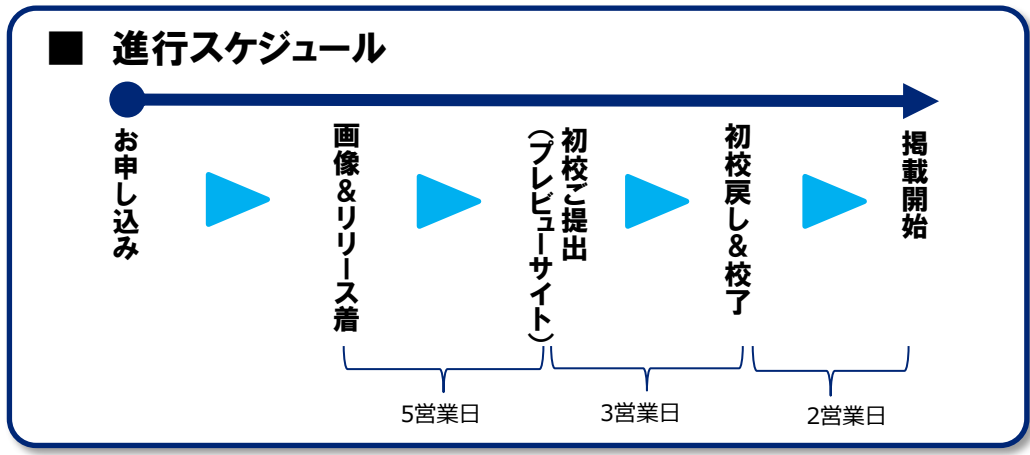 ■ 進行スケジュール
お申し込み
画像&リリース着
初校ご提出
(プレビューサイト)
初校戻し&校了
掲載開始
5営業日
3営業日
2営業日